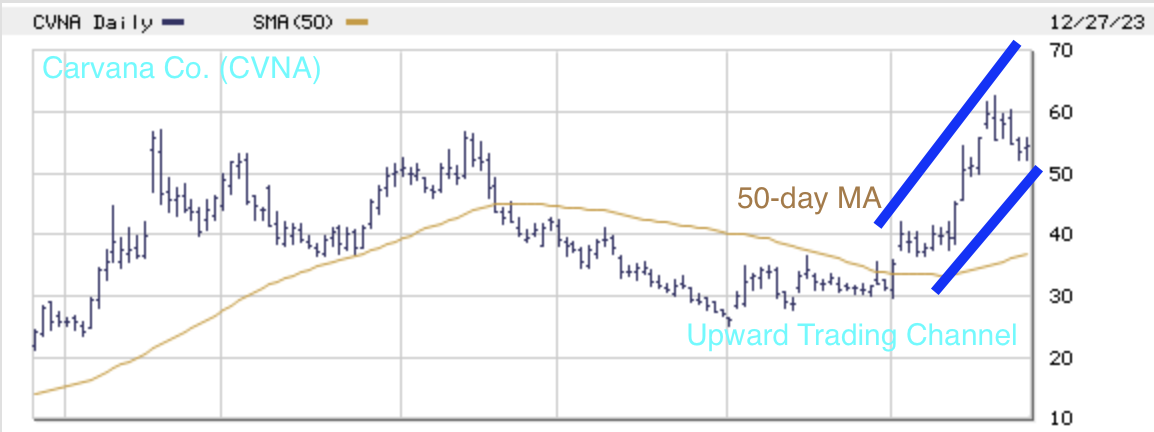 CVNA Daily SMA(50) 12/27/23
Carvana Co. (CVNA)
70
60
50
50-day MA
40
30
Upward Trading Channel
20
10